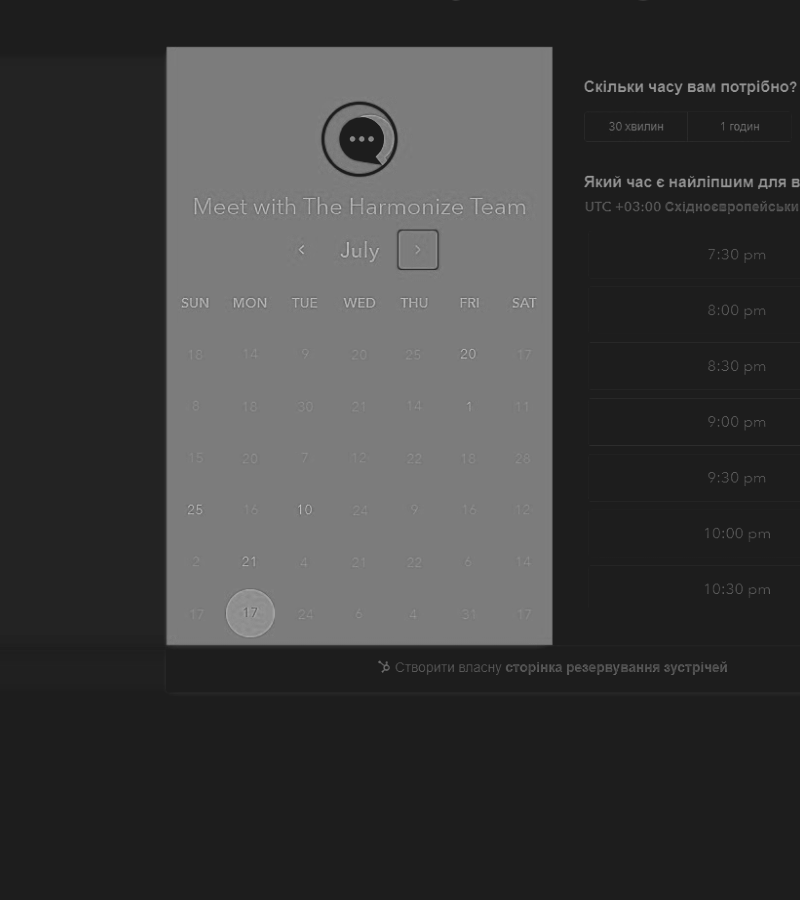 Meet with The Harmonize Team
July
SUN MON TUE WED THU FRI SAT
18 14 9 20 25 20 17
8 18 30 21 14 1 11
15 20 7 12 22 18 28
25 16 10 24 9 16 12
2 21 4 21 22 6 14
17 17 24 6 4 31 17
Скільки часу вам потрібно?
30 хвилин
1 годин
Який час є найліпшим для в
UTC +03:00 Східноєвропейськи
7:30 pm
8:00 pm
8:30 pm
9:00 pm
9:30 pm
10:00 pm
10:30 pm
Створити власну сторінка резервування зустрічей